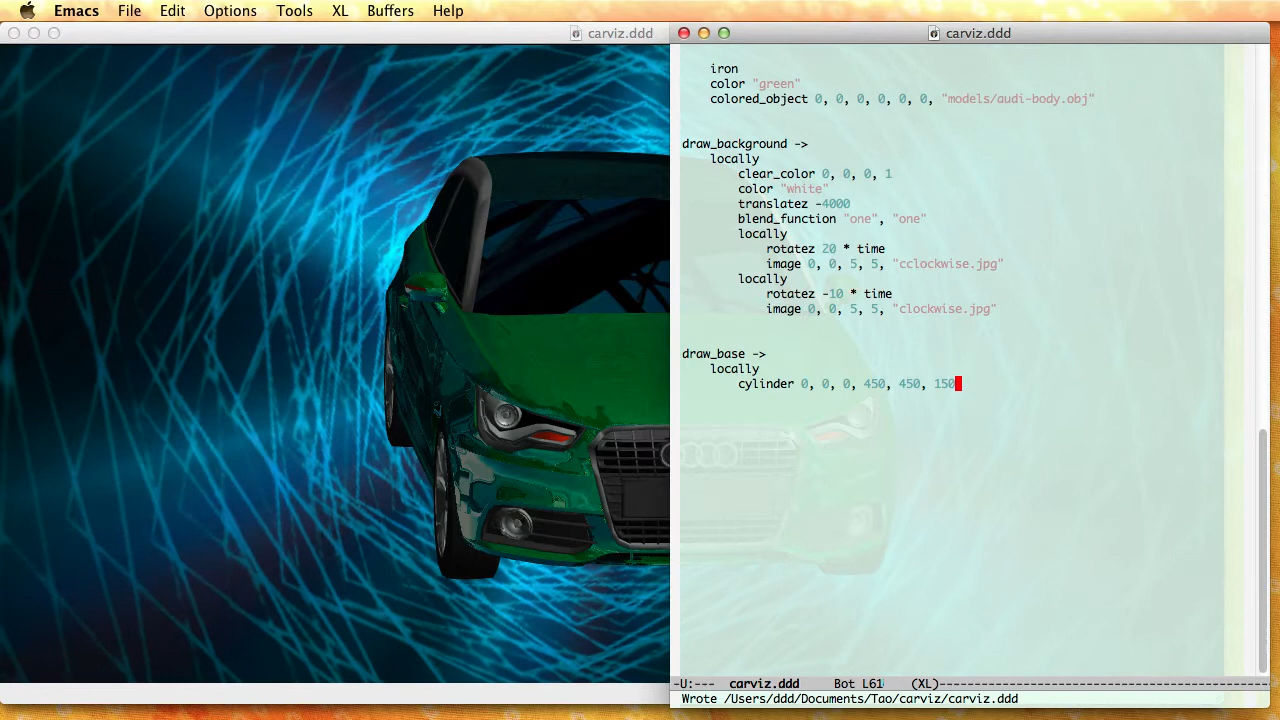 Emacs File Edit Options Tools XL Buffers Help
carviz.ddd
carviz.ddd
iron
color "green"
colored_object 0, 0, 0, 0, 0, 0, "models/audi-body.obj"
draw_background ->
locally
clear_color 0, 0, 0, 1
color "white"
translatez -4000
blend_function "one", "one"
locally
rotatez 20 * time
image 0, 0, 5, 5, "cclockwise.jpg"
locally
rotatez -10 * time
image 0, 0, 5, 5, "clockwise.jpg"
draw_base ->
locally
cylinder 0, 0, 0, 450, 450, 150
-U:--- carviz.ddd Bot L61 (XL)-----------------------------------------------
Wrote /Users/ddd/Documents/Tao/carviz/carviz.ddd